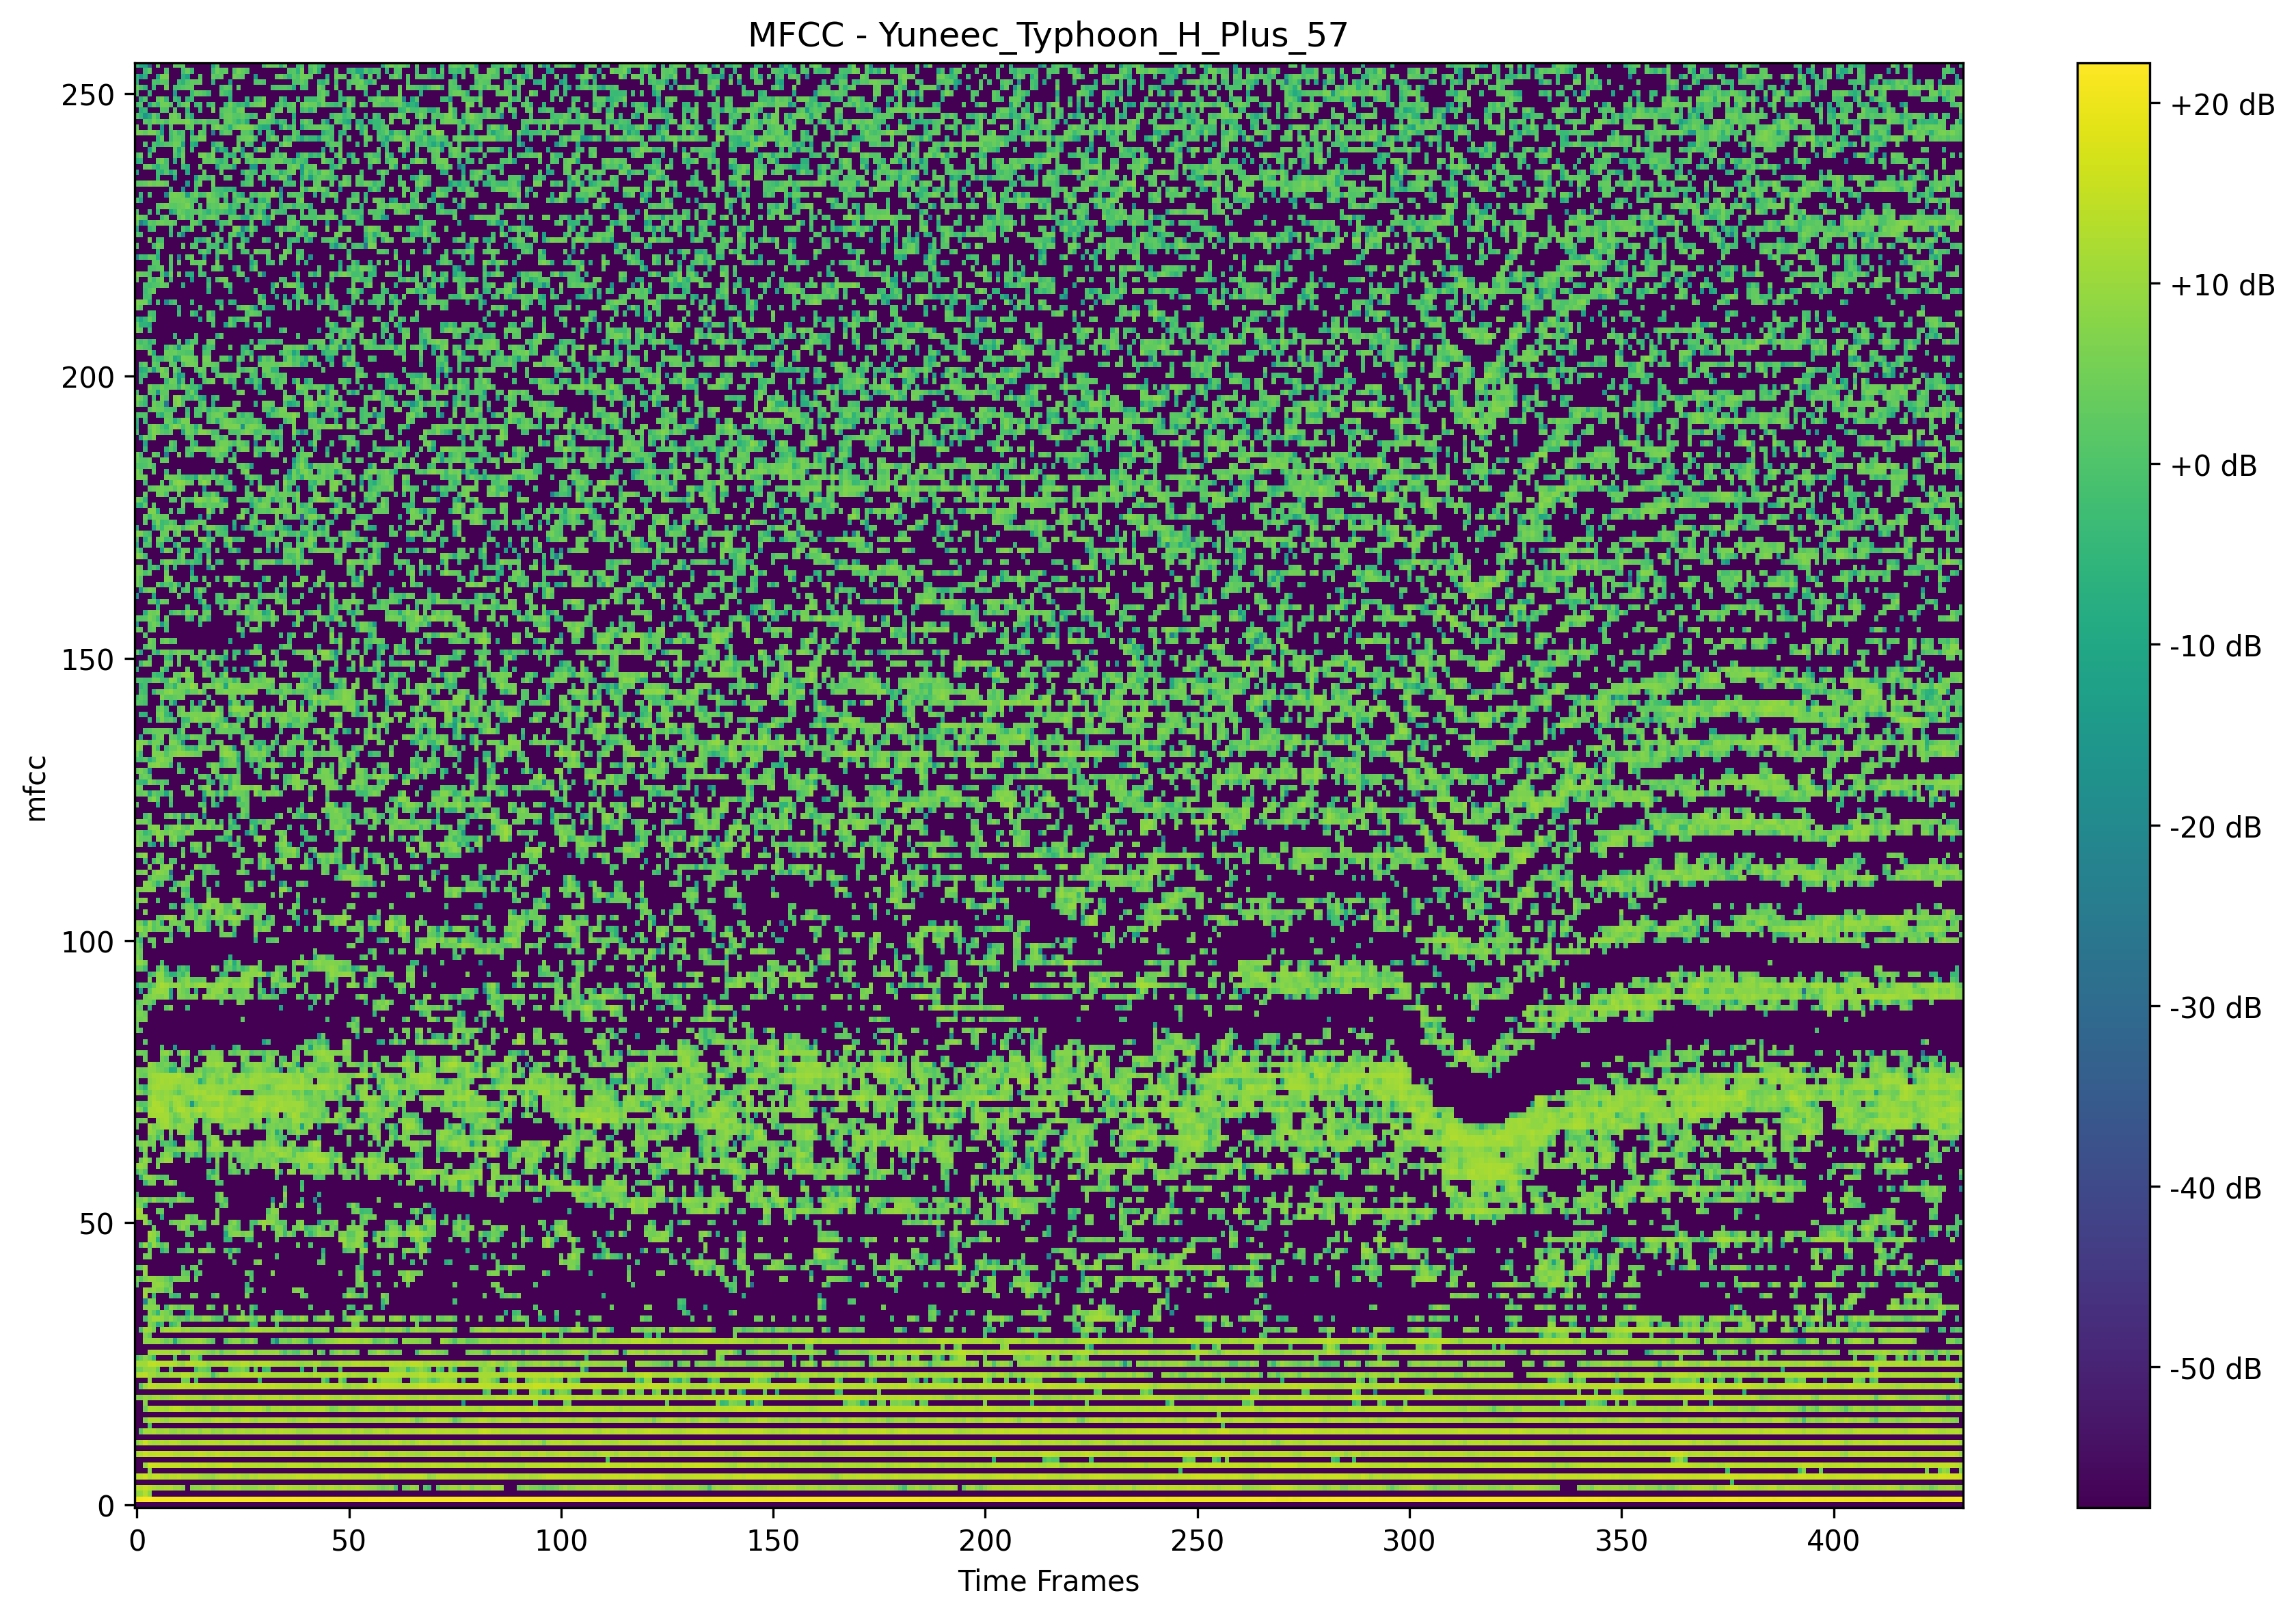 MFCC - Yuneec_Typhoon_H_Plus_57
250
200
150
100
50
0
mfcc
0 50 100 150 200 250 300 350 400
Time Frames
+20 dB
+10 dB
+0 dB
-10 dB
-20 dB
-30 dB
-40 dB
-50 dB